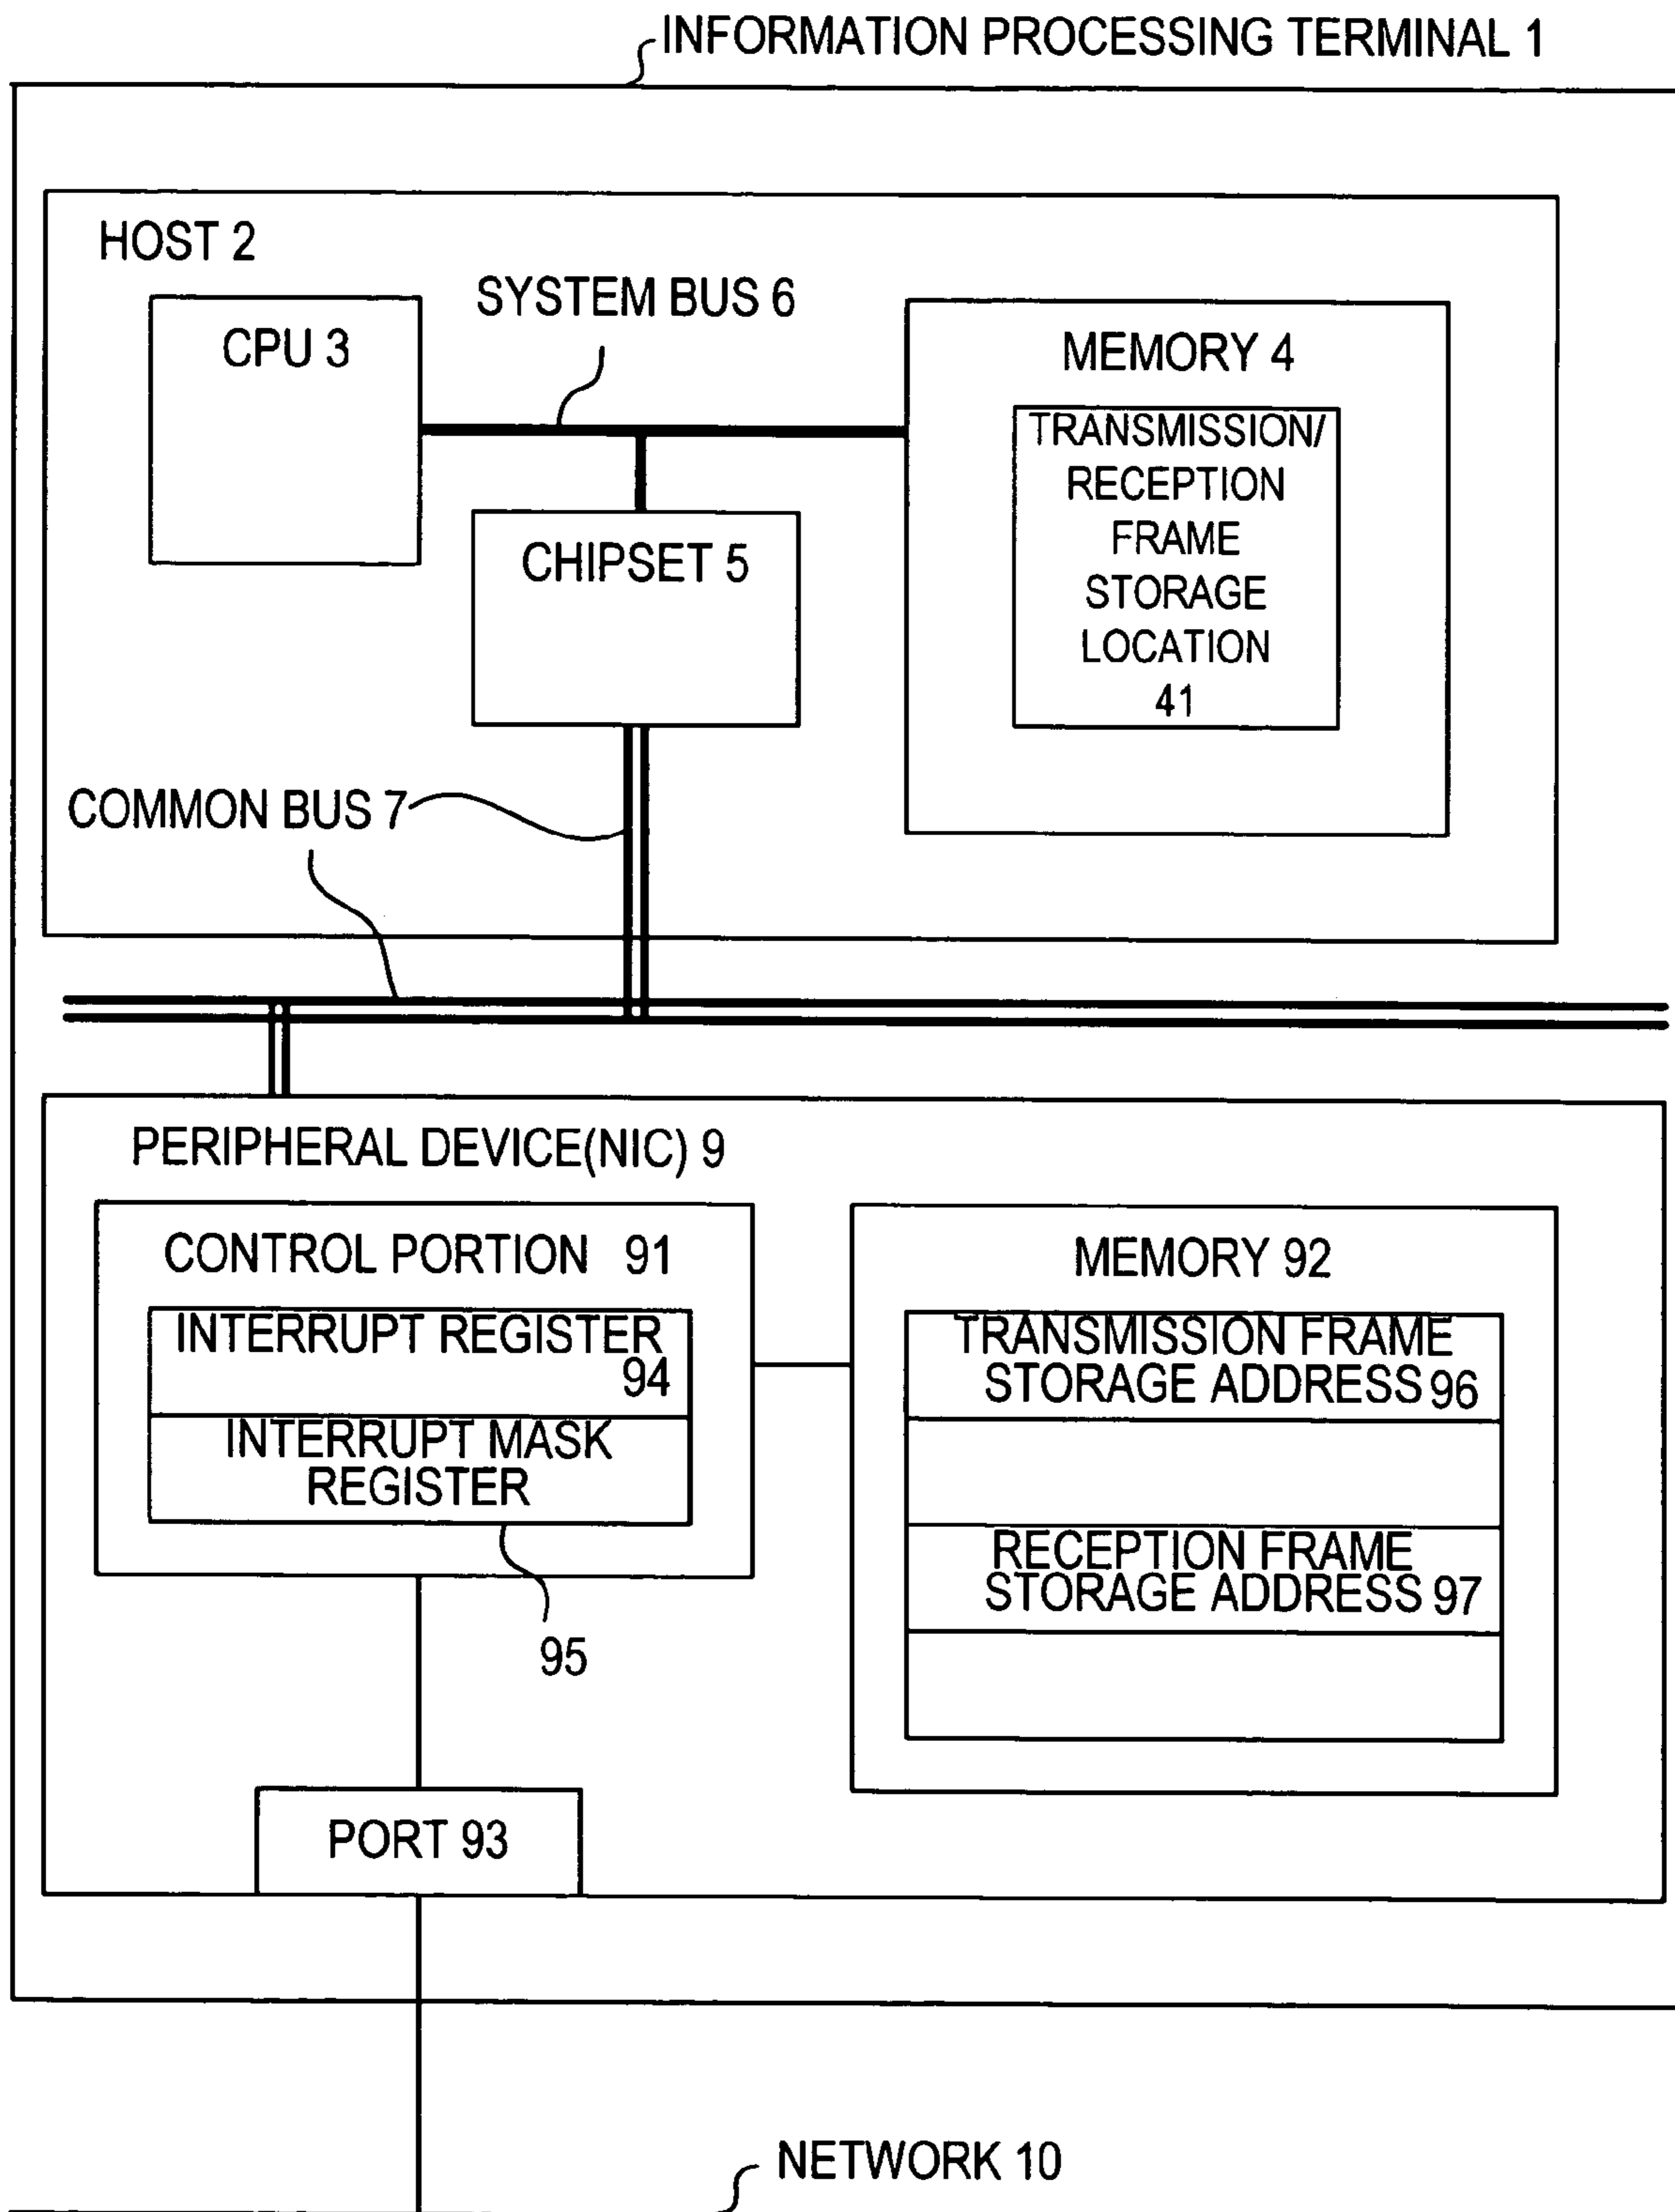 INFORMATION PROCESSING TERMINAL 1
HOST 2
SYSTEM BUS 6
CPU 3
MEMORY 4
TRANSMISSION/
RECEPTION
FRAME
STORAGE
LOCATION
41
CHIPSET 5
COMMON BUS 7
PERIPHERAL DEVICE(NIC) 9
CONTROL PORTION 91
INTERRUPT REGISTER
94
INTERRUPT MASK
REGISTER
95
MEMORY 92
TRANSMISSION FRAME
STORAGE ADDRESS 96
RECEPTION FRAME
STORAGE ADDRESS 97
PORT 93
NETWORK 10